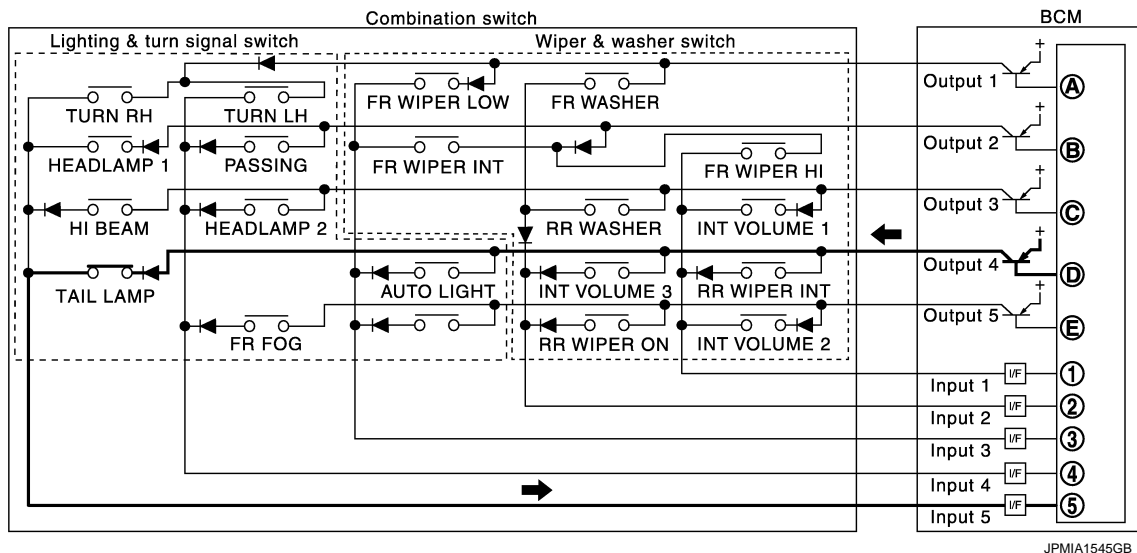 Combination switch
BCM
Lighting & turn signal switch
Wiper & washer switch
+
Output 1
A
TURN RH
TURN LH
FR WIPER LOW
FR WASHER
+
Output 2
B
HEADLAMP 1
PASSING
FR WIPER INT
FR WIPER HI
+
Output 3
C
HI BEAM
HEADLAMP 2
RR WASHER
INT VOLUME 1
+
Output 4
D
TAIL LAMP
AUTO LIGHT
INT VOLUME 3
RR WIPER INT
+
Output 5
E
FR FOG
RR WIPER ON
INT VOLUME 2
Input 1
I/F
1
Input 2
I/F
2
Input 3
I/F
3
Input 4
I/F
4
Input 5
I/F
5
JPMIA1545GB